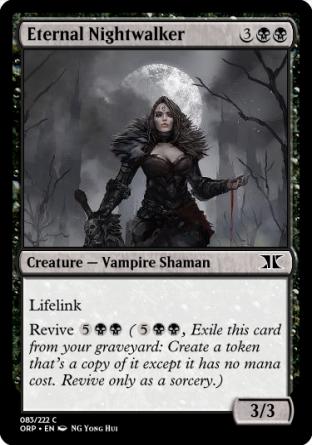 Eternal Nightwalker 3
Creature — Vampire Shaman
Lifelink
Revive 5 ( 5 , Exile this card
from your graveyard: Create a token
that's a copy of it except it has no mana
cost. Revive only as a sorcery.)
083/222 C
ORP • EN NG Yong Hui
3/3